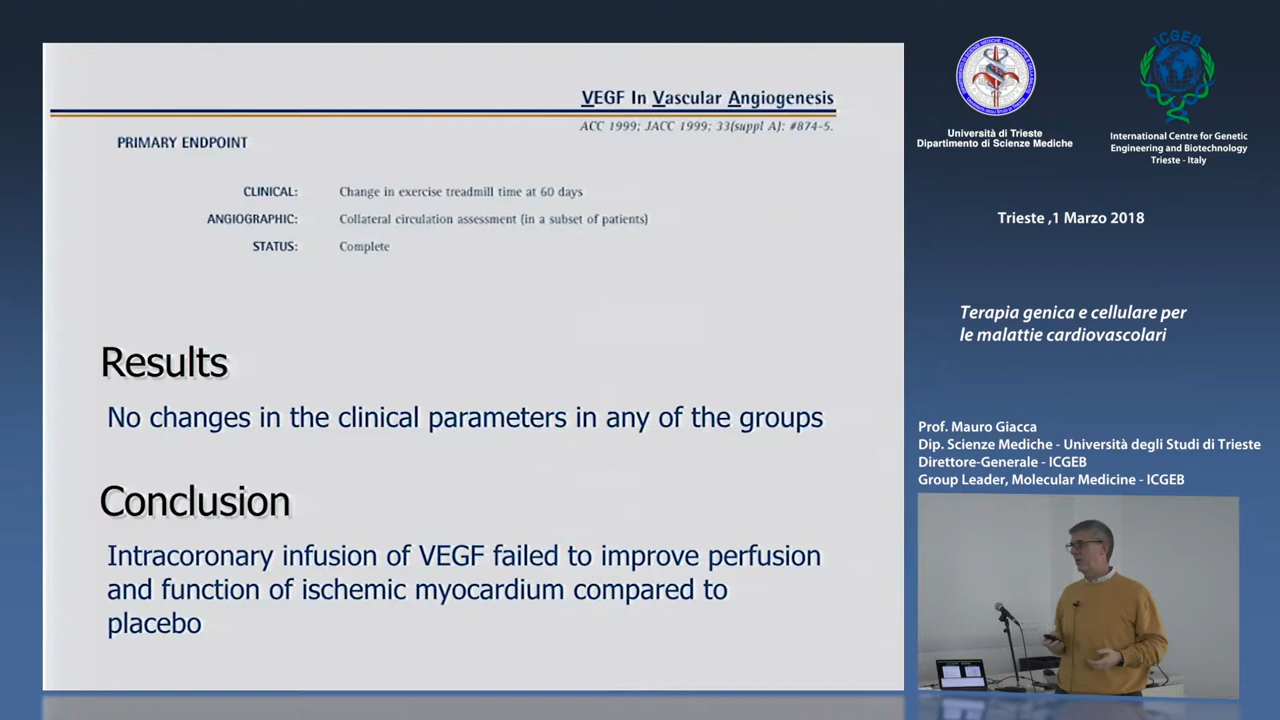 VEGF In Vascular Angiogenesis
ACC 1999; JACC 1999; 33(suppl A): #874-5.
PRIMARY ENDPOINT
CLINICAL: Change in exercise treadmill time at 60 days
ANGIOGRAPHIC: Collateral circulation assessment (in a subset of patients)
STATUS: Complete
Results
No changes in the clinical parameters in any of the groups
Conclusion
Intracoronary infusion of VEGF failed to improve perfusion
and function of ischemic myocardium compared to
placebo
Università di Trieste
Dipartimento di Scienze Mediche
ICGEB
International Centre for Genetic
Engineering and Biotechnology
Trieste - Italy
Trieste ,1 Marzo 2018
Terapia genica e cellulare per
le malattie cardiovascolari
Prof. Mauro Giacca
Dip. Scienze Mediche - Università degli Studi di Trieste
Direttore-Generale - ICGEB
Group Leader, Molecular Medicine - ICGEB